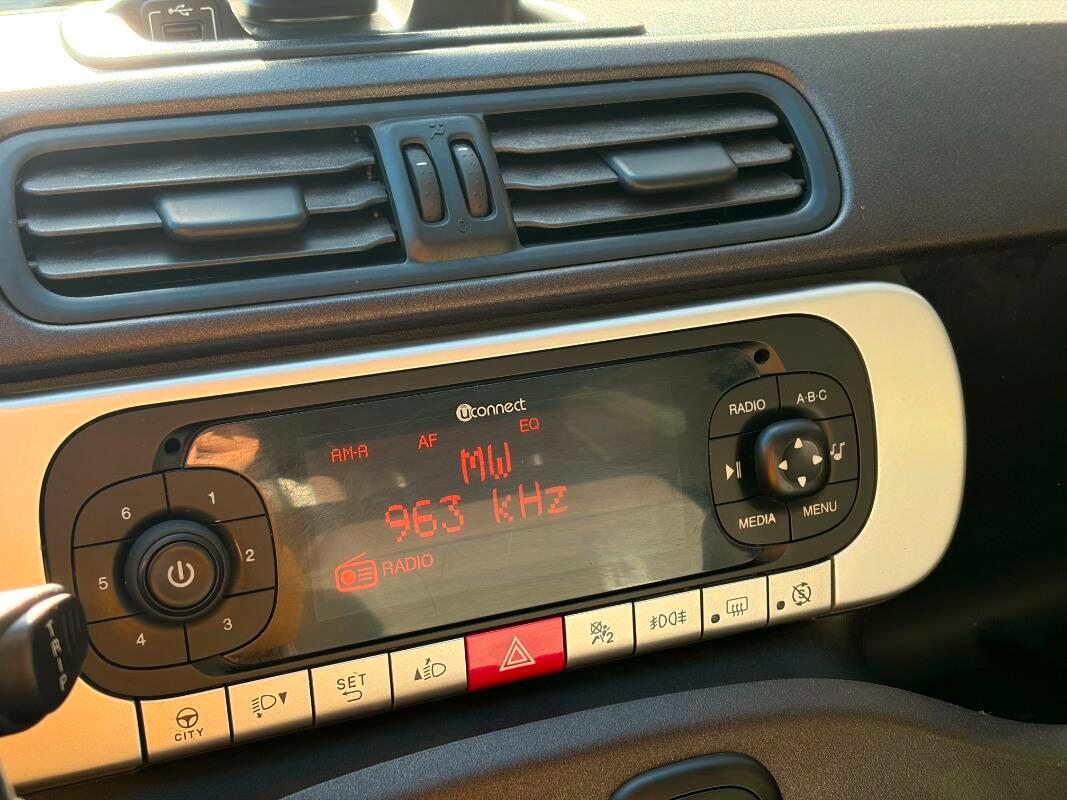 uconnect
AM-A AF EQ
MW
963 kHz
RADIO
6 1
5 2
4 3
RADIO A·B·C
MEDIA MENU
CITY
SET
2
S
TRIP